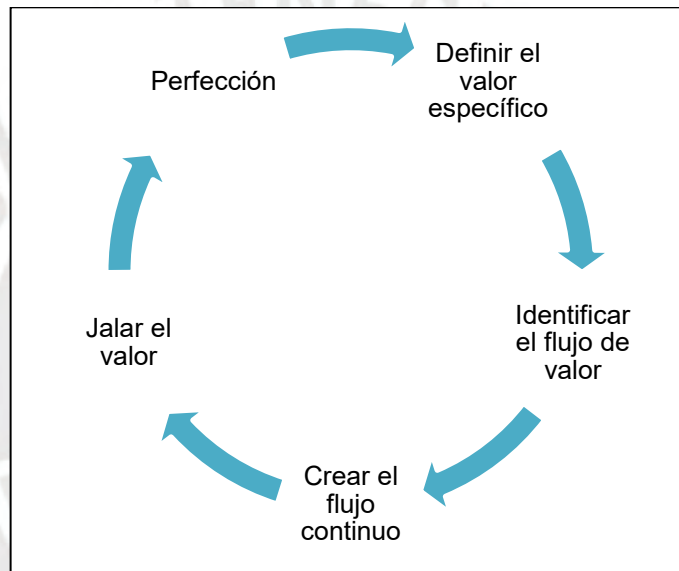 Perfección
Definir el
valor
específico
Identificar
el flujo de
valor
Crear el
flujo
continuo
Jalar el
valor